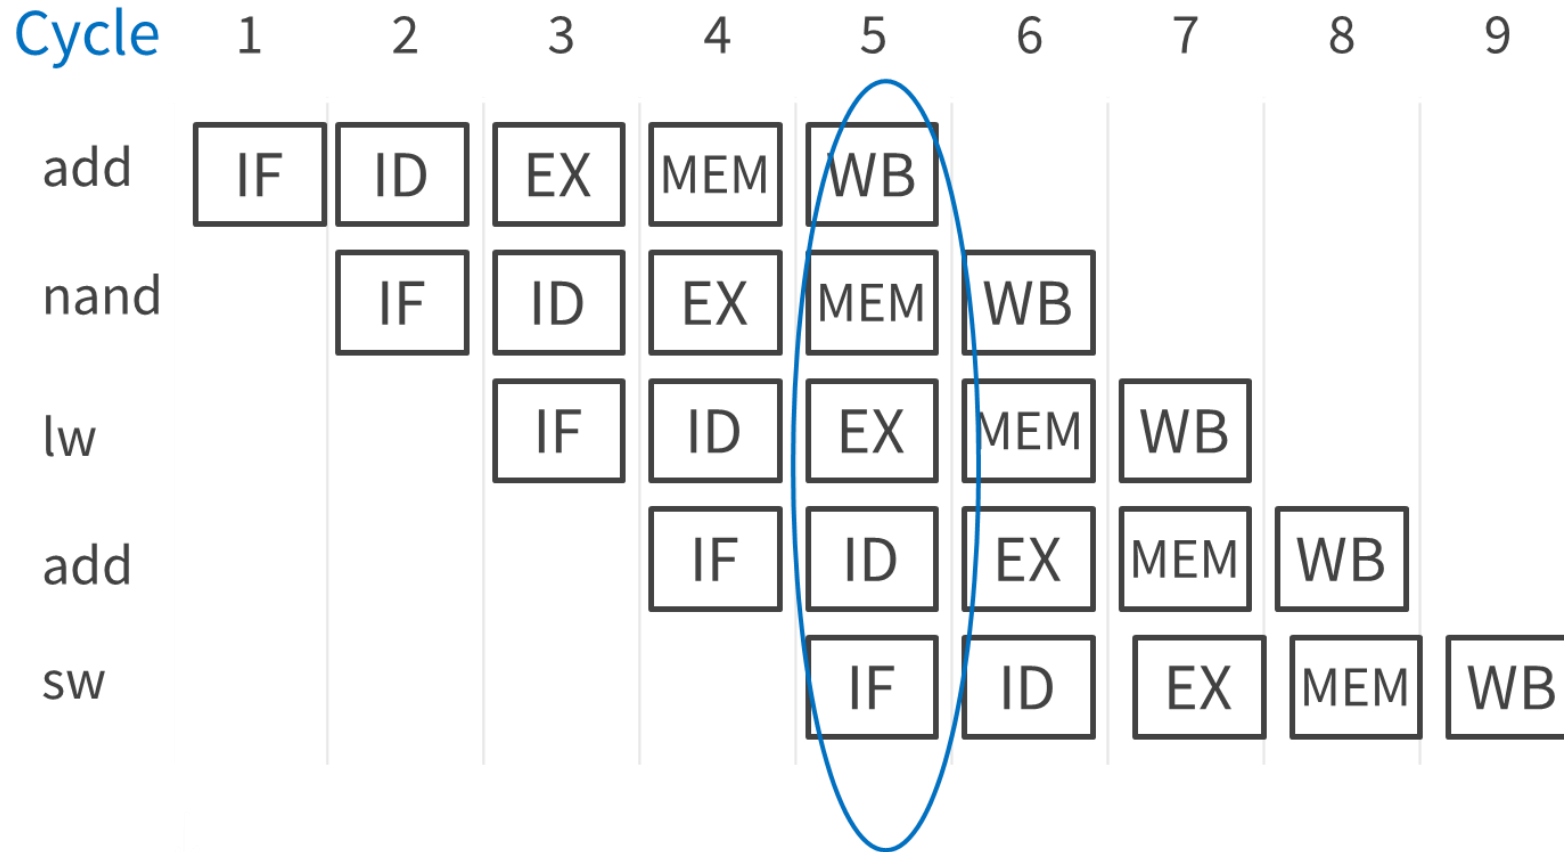 Cycle 1 2 3 4 5 6 7 8 9
add IF ID EX MEM WB
nand IF ID EX MEM WB
lw IF ID EX MEM WB
add IF ID EX MEM WB
sw IF ID EX MEM WB